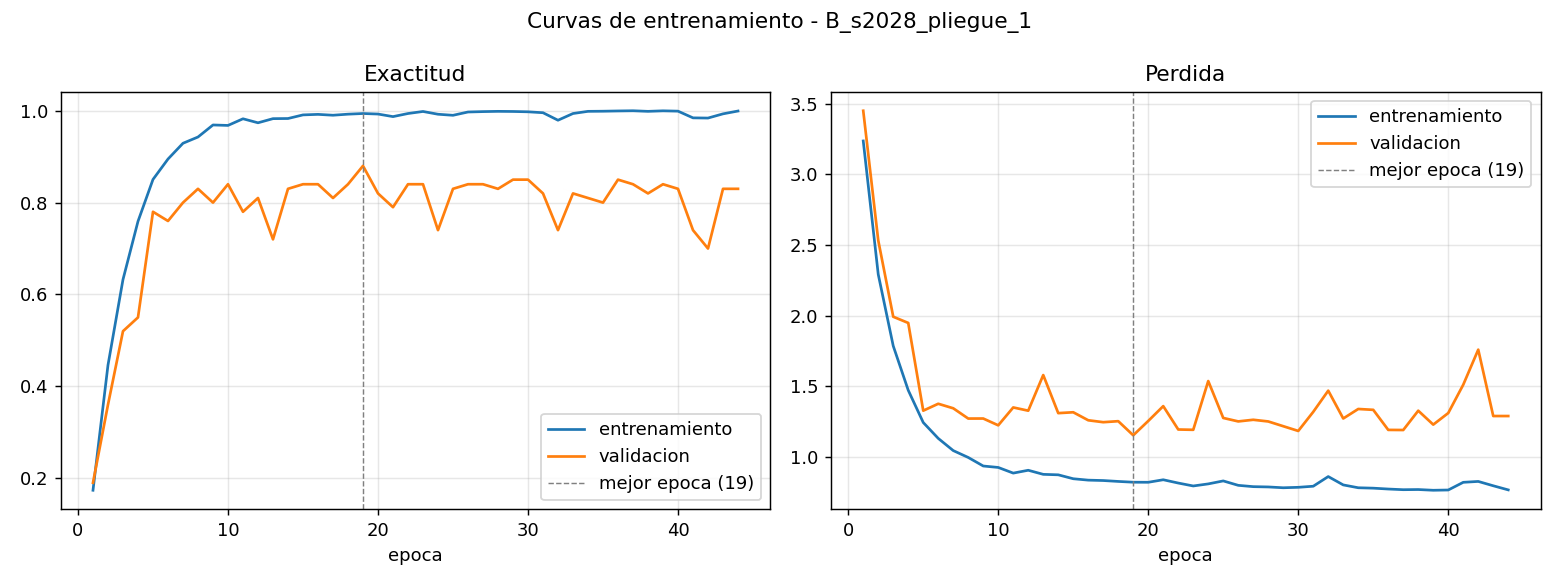 Curvas de entrenamiento - B_s2028_pliegue_1
Exactitud
1.0
0.8
0.6
0.4
0.2
0
10
20
30
40
epoca
entrenamiento
validacion
mejor epoca (19)
Perdida
3.5
3.0
2.5
2.0
1.5
1.0
0
10
20
30
40
epoca
entrenamiento
validacion
mejor epoca (19)